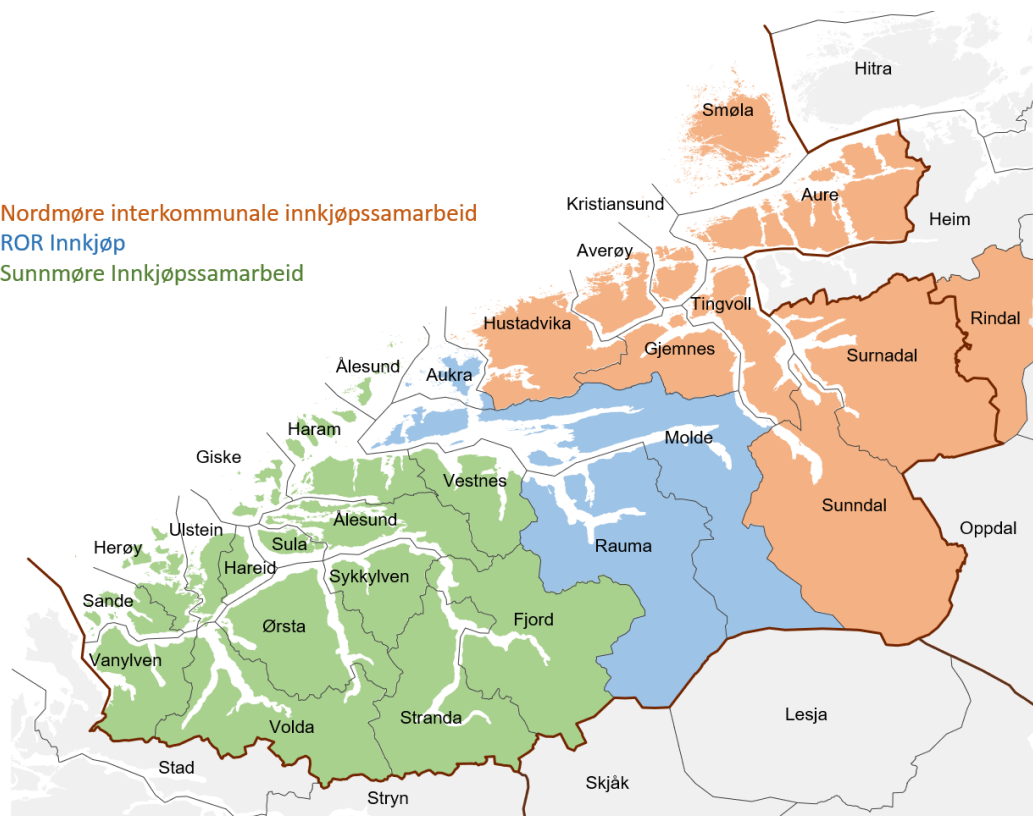 Hitra
Smøla
Aure
Kristiansund
Nordmøre interkommunale innkjøpssamarbeid
ROR Innkjøp
Sunnmøre Innkjøpssamarbeid
Heim
Averøy
Tingvoll
Rindal
Hustadvika
Gjemnes
Surnadal
Ålesund
Aukra
Haram
Molde
Giske
Vestnes
Sunndal
Ulstein
Ålesund
Oppdal
Herøy
Sula
Rauma
Hareid
Sykkylven
Sande
Ørsta
Fjord
Vanylven
Volda
Stranda
Lesja
Stad
Skjåk
Stryn